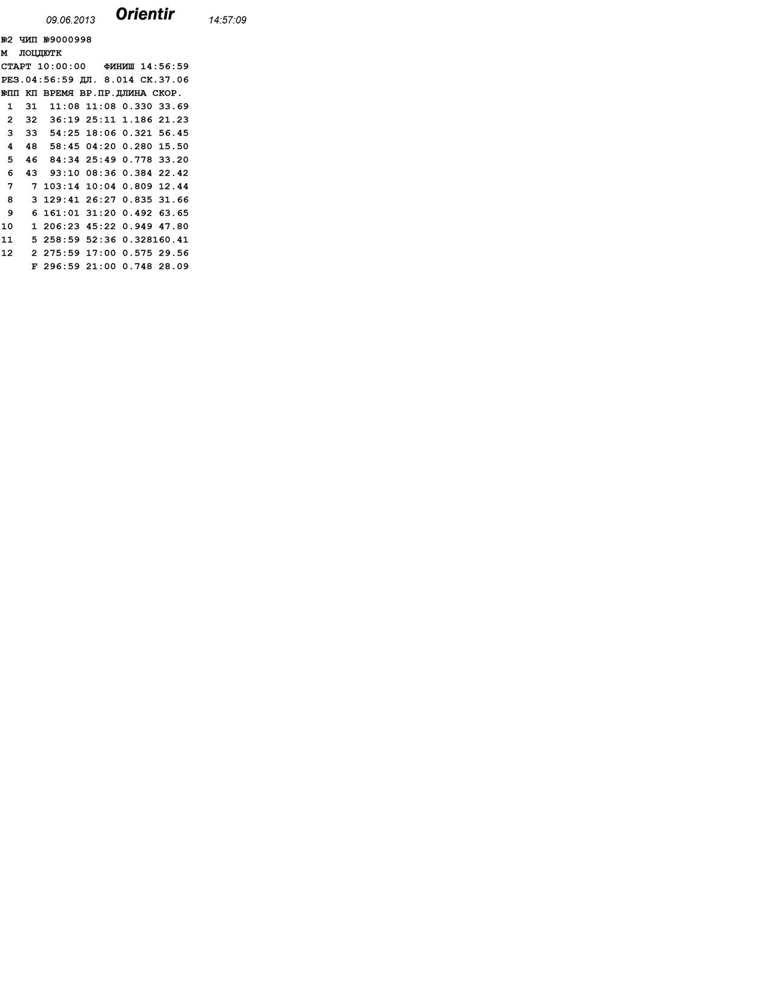 09.06.2013 Orientir 14:57:09
№2 ЧИП №9000998
М ЛОЦДЮТК
СТАРТ 10:00:00 ФИНИШ 14:56:59
РЕЗ.04:56:59 ДЛ. 8.014 СК.37.06
№ПП КП ВРЕМЯ ВР.ПР.ДЛИНА СКОР.
1 31 11:08 11:08 0.330 33.69
2 32 36:19 25:11 1.186 21.23
3 33 54:25 18:06 0.321 56.45
4 48 58:45 04:20 0.280 15.50
5 46 84:34 25:49 0.778 33.20
6 43 93:10 08:36 0.384 22.42
7 7 103:14 10:04 0.809 12.44
8 3 129:41 26:27 0.835 31.66
9 6 161:01 31:20 0.492 63.65
10 1 206:23 45:22 0.949 47.80
11 5 258:59 52:36 0.328160.41
12 2 275:59 17:00 0.575 29.56
F 296:59 21:00 0.748 28.09